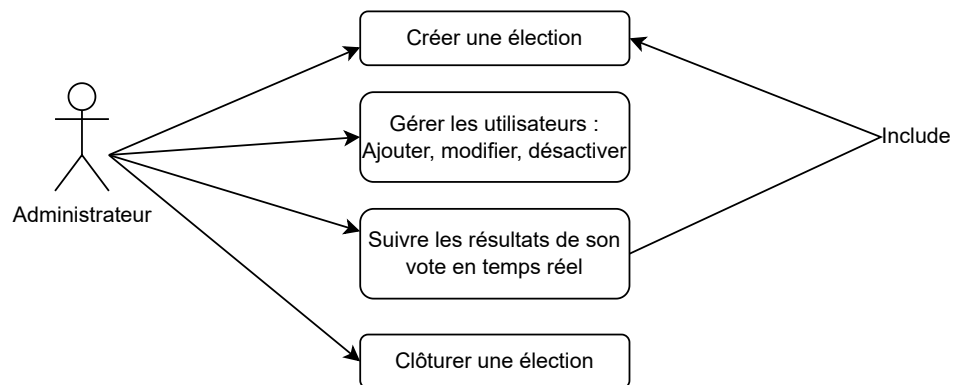 Créer une élection
Gérer les utilisateurs :
Ajouter, modifier, désactiver
Include
Administrateur
Suivre les résultats de son
vote en temps réel
Clôturer une élection